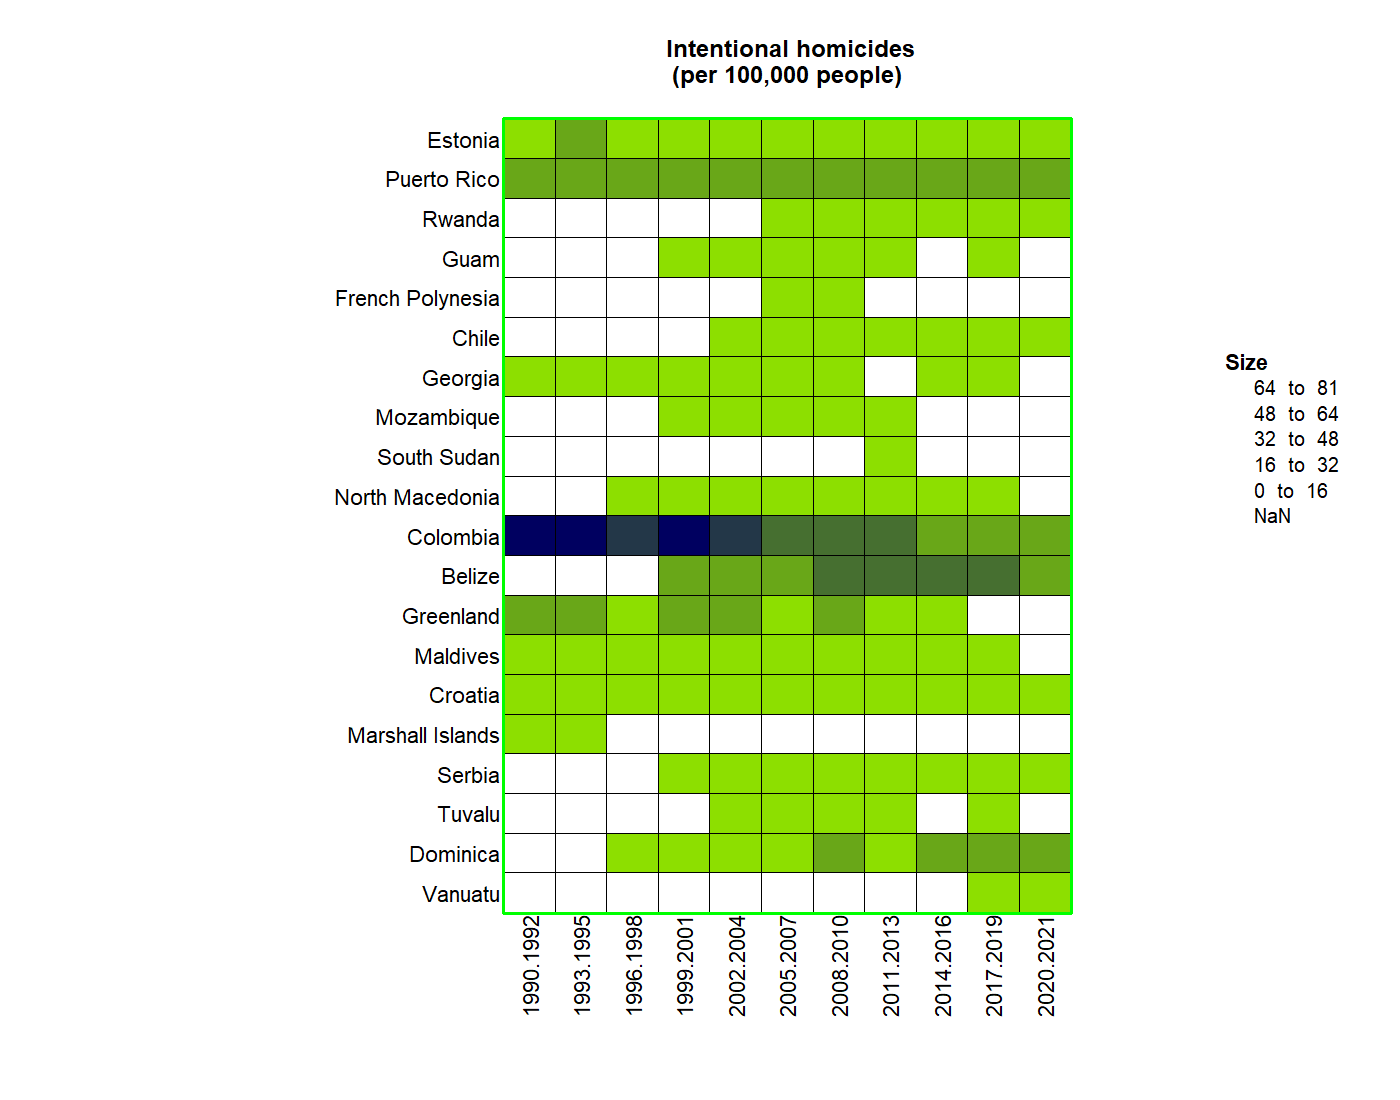 Intentional homicides
(per 100,000 people)
Estonia
Puerto Rico
Rwanda
Guam
French Polynesia
Chile
Georgia
Mozambique
South Sudan
North Macedonia
Colombia
Belize
Greenland
Maldives
Croatia
Marshall Islands
Serbia
Tuvalu
Dominica
Vanuatu
1990.1992
1993.1995
1996.1998
1999.2001
2002.2004
2005.2007
2008.2010
2011.2013
2014.2016
2017.2019
2020.2021
Size
64 to 81
48 to 64
32 to 48
16 to 32
0 to 16
NaN